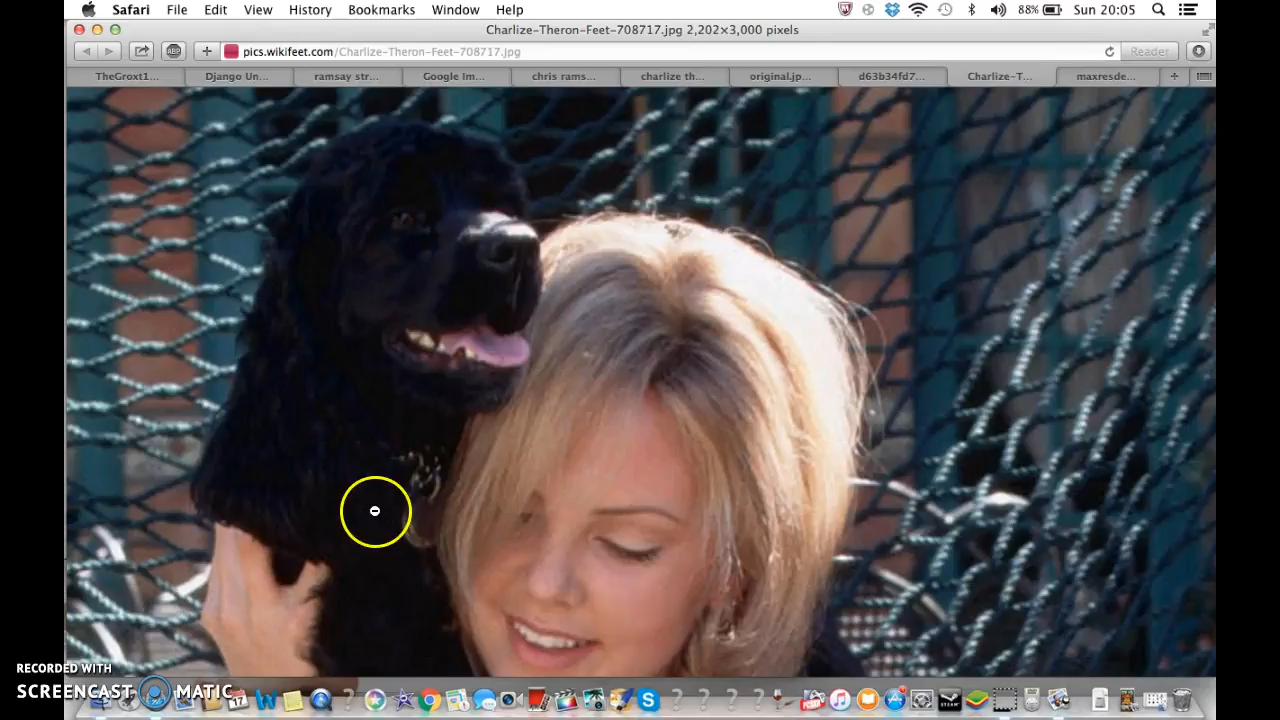 Safari File Edit View History Bookmarks Window Help 88% Sun 20:05
Charlize-Theron-Feet-708717.jpg 2,202×3,000 pixels
ABP + pics.wikifeet.com/Charlize-Theron-Feet-708717.jpg Reader
TheGroxt1... Django Un... ramsay str... Google Im... chris rams... charlize th... original.jp... d63b34fd7... Charlize-T... maxresde... +
RECORDED WITH
SCREENCAST MATIC
17